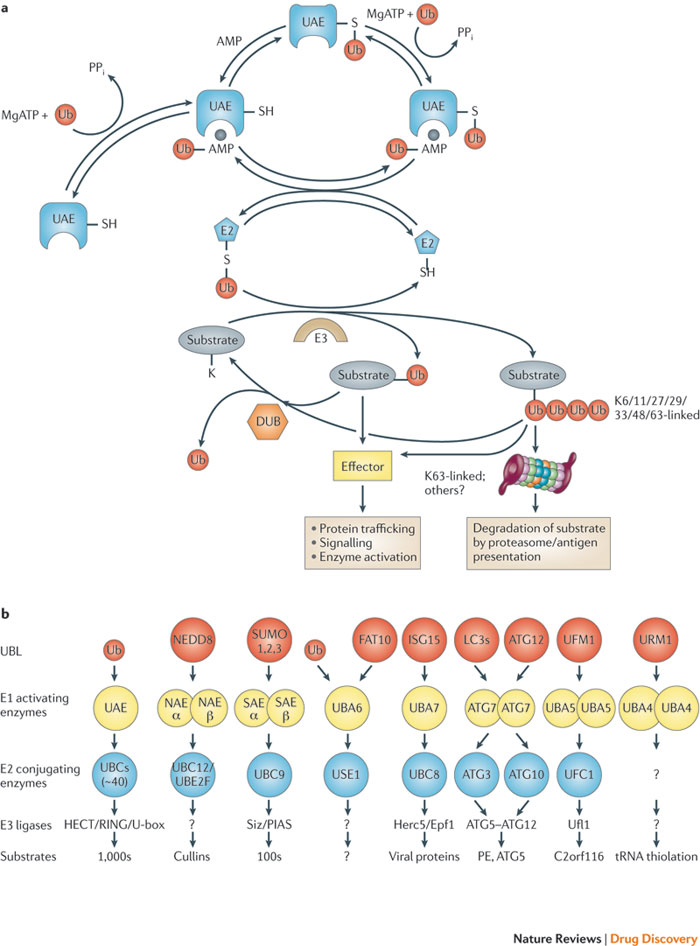 a
UAE
S
Ub
MgATP + Ub
PPi
AMP
PPi
MgATP + Ub
UAE
SH
Ub
AMP
UAE
S
Ub
Ub
AMP
UAE
SH
E2
S
Ub
E2
SH
E3
Substrate
K
Substrate
Ub
Substrate
Ub Ub Ub Ub
K6/11/27/29/
33/48/63-linked
DUB
Ub
Effector
K63-linked;
others?
• Protein trafficking
• Signalling
• Enzyme activation
Degradation of substrate
by proteasome/antigen
presentation
b
UBL
Ub
NEDD8
SUMO
1,2,3
Ub
FAT10
ISG15
LC3s
ATG12
UFM1
URM1
E1 activating
enzymes
UAE
NAE
α
NAE
β
SAE
α
SAE
β
UBA6
UBA7
ATG7
ATG7
UBA5
UBA5
UBA4
UBA4
E2 conjugating
enzymes
UBCs
(~40)
UBC12/
UBE2F
UBC9
USE1
UBC8
ATG3
ATG10
UFC1
?
E3 ligases
HECT/RING/U-box
?
Siz/PIAS
?
Herc5/Epf1
ATG5–ATG12
Ufl1
?
Substrates
1,000s
Cullins
100s
?
Viral proteins
PE, ATG5
C2orf116
tRNA thiolation
Nature Reviews | Drug Discovery